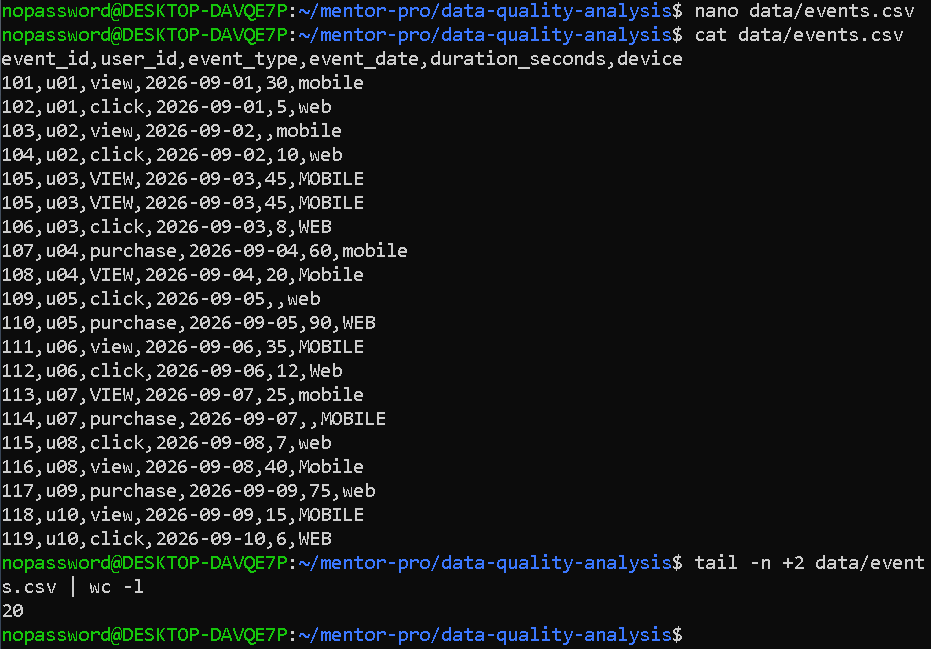 nopassword@DESKTOP-DAVQE7P:~/mentor-pro/data-quality-analysis$ nano data/events.csv
nopassword@DESKTOP-DAVQE7P:~/mentor-pro/data-quality-analysis$ cat data/events.csv
event_id,user_id,event_type,event_date,duration_seconds,device
101,u01,view,2026-09-01,30,mobile
102,u01,click,2026-09-01,5,web
103,u02,view,2026-09-02,,mobile
104,u02,click,2026-09-02,10,web
105,u03,VIEW,2026-09-03,45,MOBILE
105,u03,VIEW,2026-09-03,45,MOBILE
106,u03,click,2026-09-03,8,WEB
107,u04,purchase,2026-09-04,60,mobile
108,u04,VIEW,2026-09-04,20,Mobile
109,u05,click,2026-09-05,,web
110,u05,purchase,2026-09-05,90,WEB
111,u06,view,2026-09-06,35,MOBILE
112,u06,click,2026-09-06,12,Web
113,u07,VIEW,2026-09-07,25,mobile
114,u07,purchase,2026-09-07,,MOBILE
115,u08,click,2026-09-08,7,web
116,u08,view,2026-09-08,40,Mobile
117,u09,purchase,2026-09-09,75,web
118,u10,view,2026-09-09,15,MOBILE
119,u10,click,2026-09-10,6,WEB
nopassword@DESKTOP-DAVQE7P:~/mentor-pro/data-quality-analysis$ tail -n +2 data/event
s.csv | wc -l
20
nopassword@DESKTOP-DAVQE7P:~/mentor-pro/data-quality-analysis$